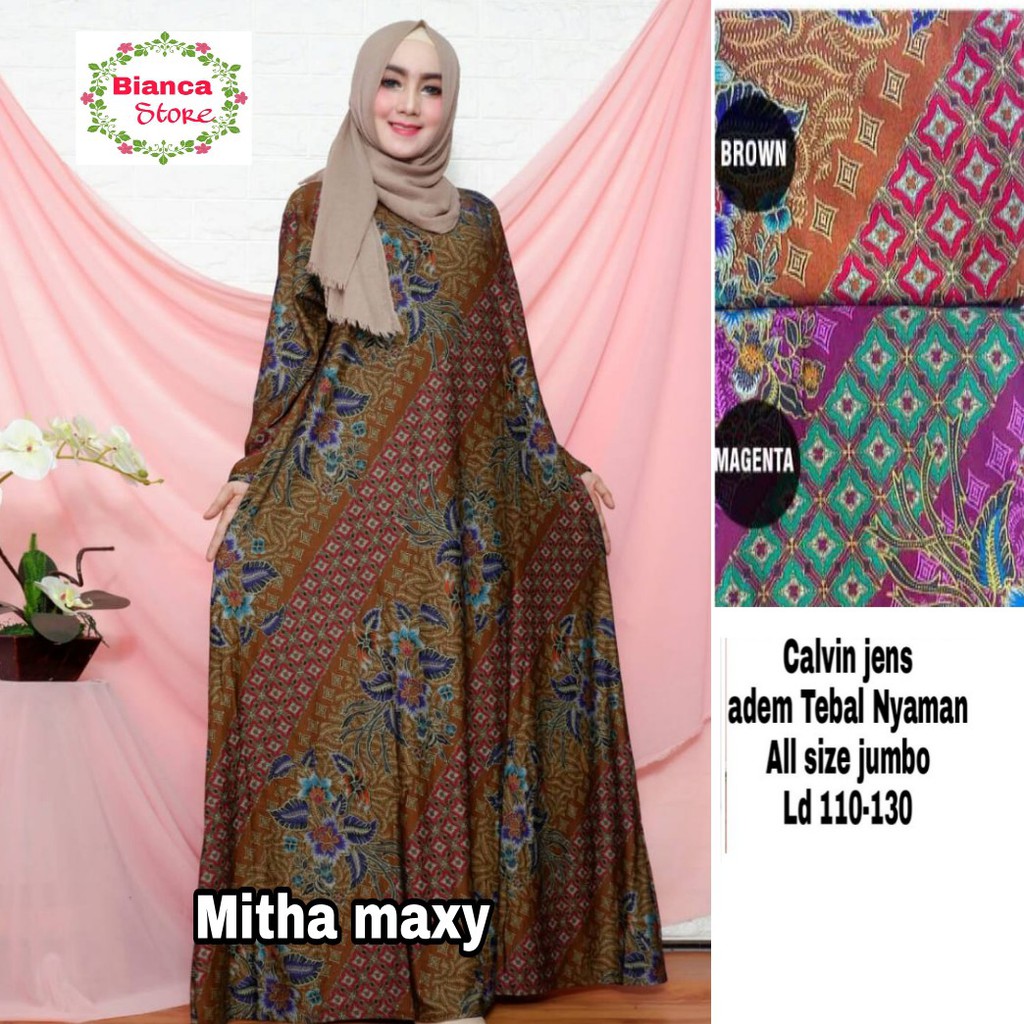 Bianca
Store
BROWN
MAGENTA
Calvin jens
adem Tebal Nyaman
All size jumbo
Ld 110-130
Mitha maxy